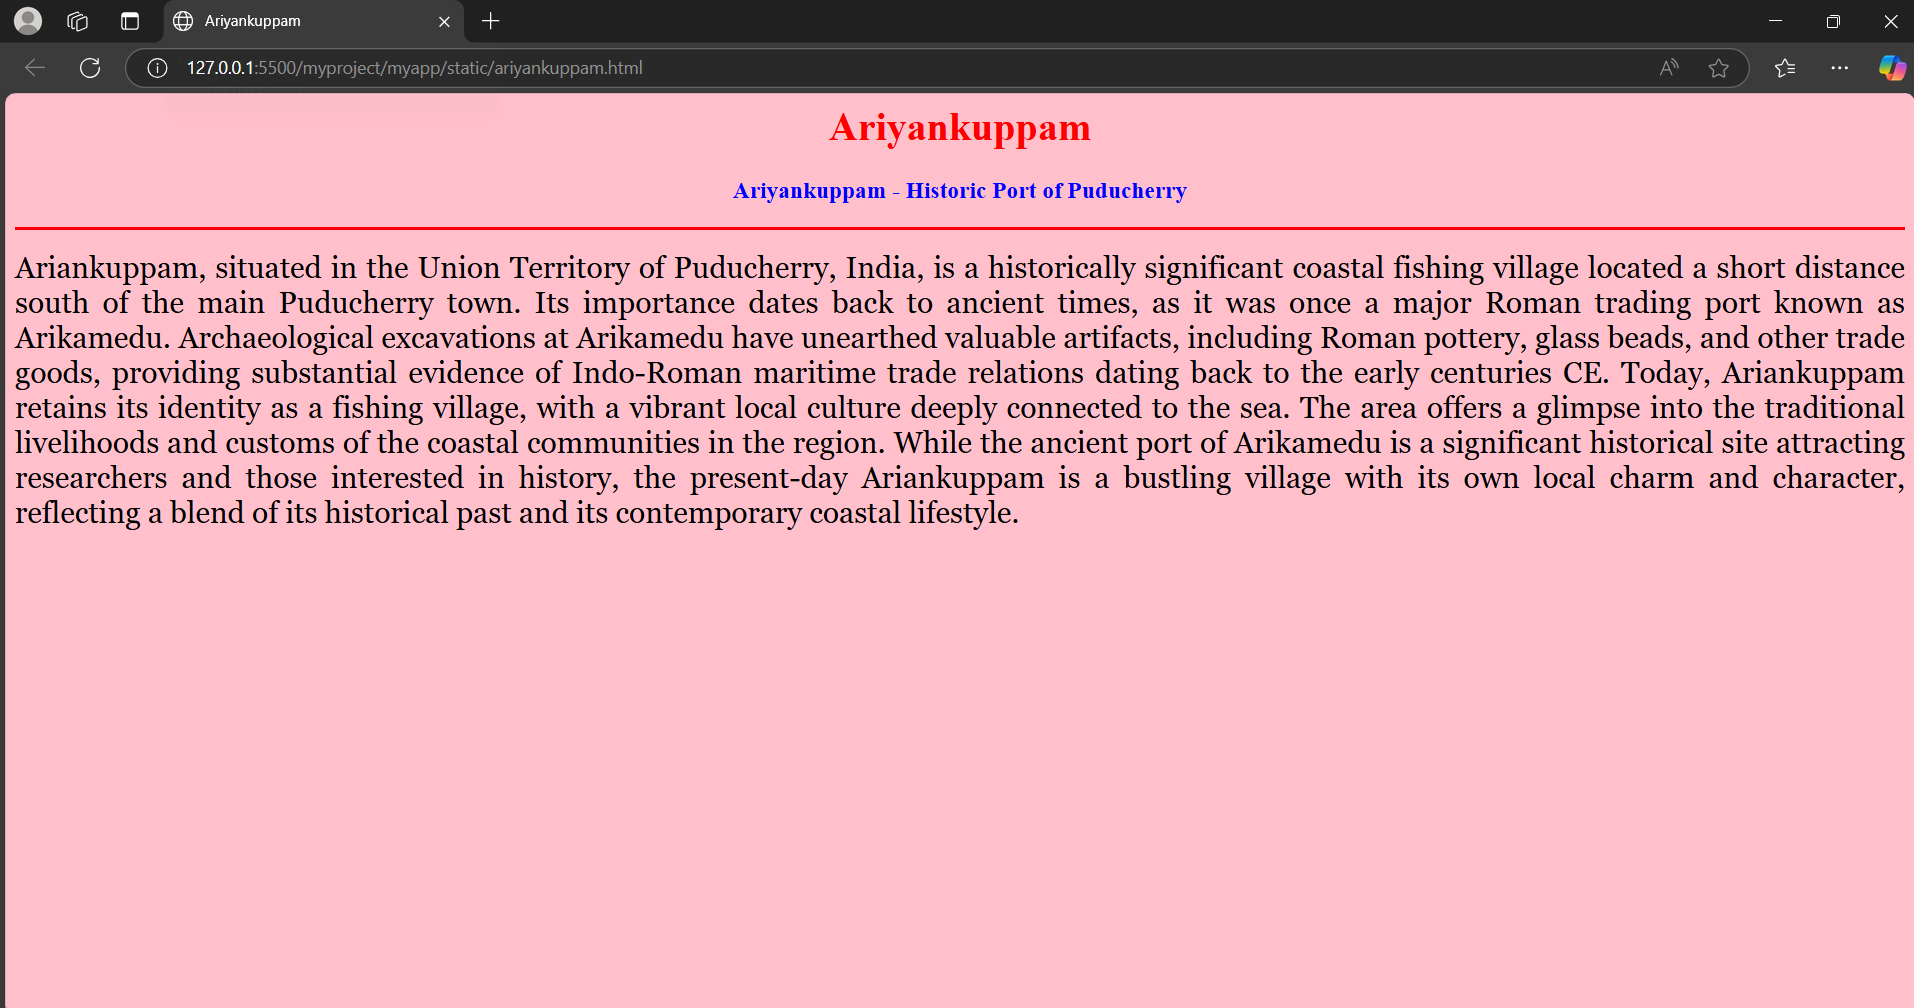 Ariyankuppam
127.0.0.1:5500/myproject/myapp/static/ariyankuppam.html
Ariyankuppam
Ariyankuppam - Historic Port of Puducherry
Ariankuppam, situated in the Union Territory of Puducherry, India, is a historically significant coastal fishing village located a short distance
south of the main Puducherry town. Its importance dates back to ancient times, as it was once a major Roman trading port known as
Arikamedu. Archaeological excavations at Arikamedu have unearthed valuable artifacts, including Roman pottery, glass beads, and other trade
goods, providing substantial evidence of Indo-Roman maritime trade relations dating back to the early centuries CE. Today, Ariankuppam
retains its identity as a fishing village, with a vibrant local culture deeply connected to the sea. The area offers a glimpse into the traditional
livelihoods and customs of the coastal communities in the region. While the ancient port of Arikamedu is a significant historical site attracting
researchers and those interested in history, the present-day Ariankuppam is a bustling village with its own local charm and character,
reflecting a blend of its historical past and its contemporary coastal lifestyle.